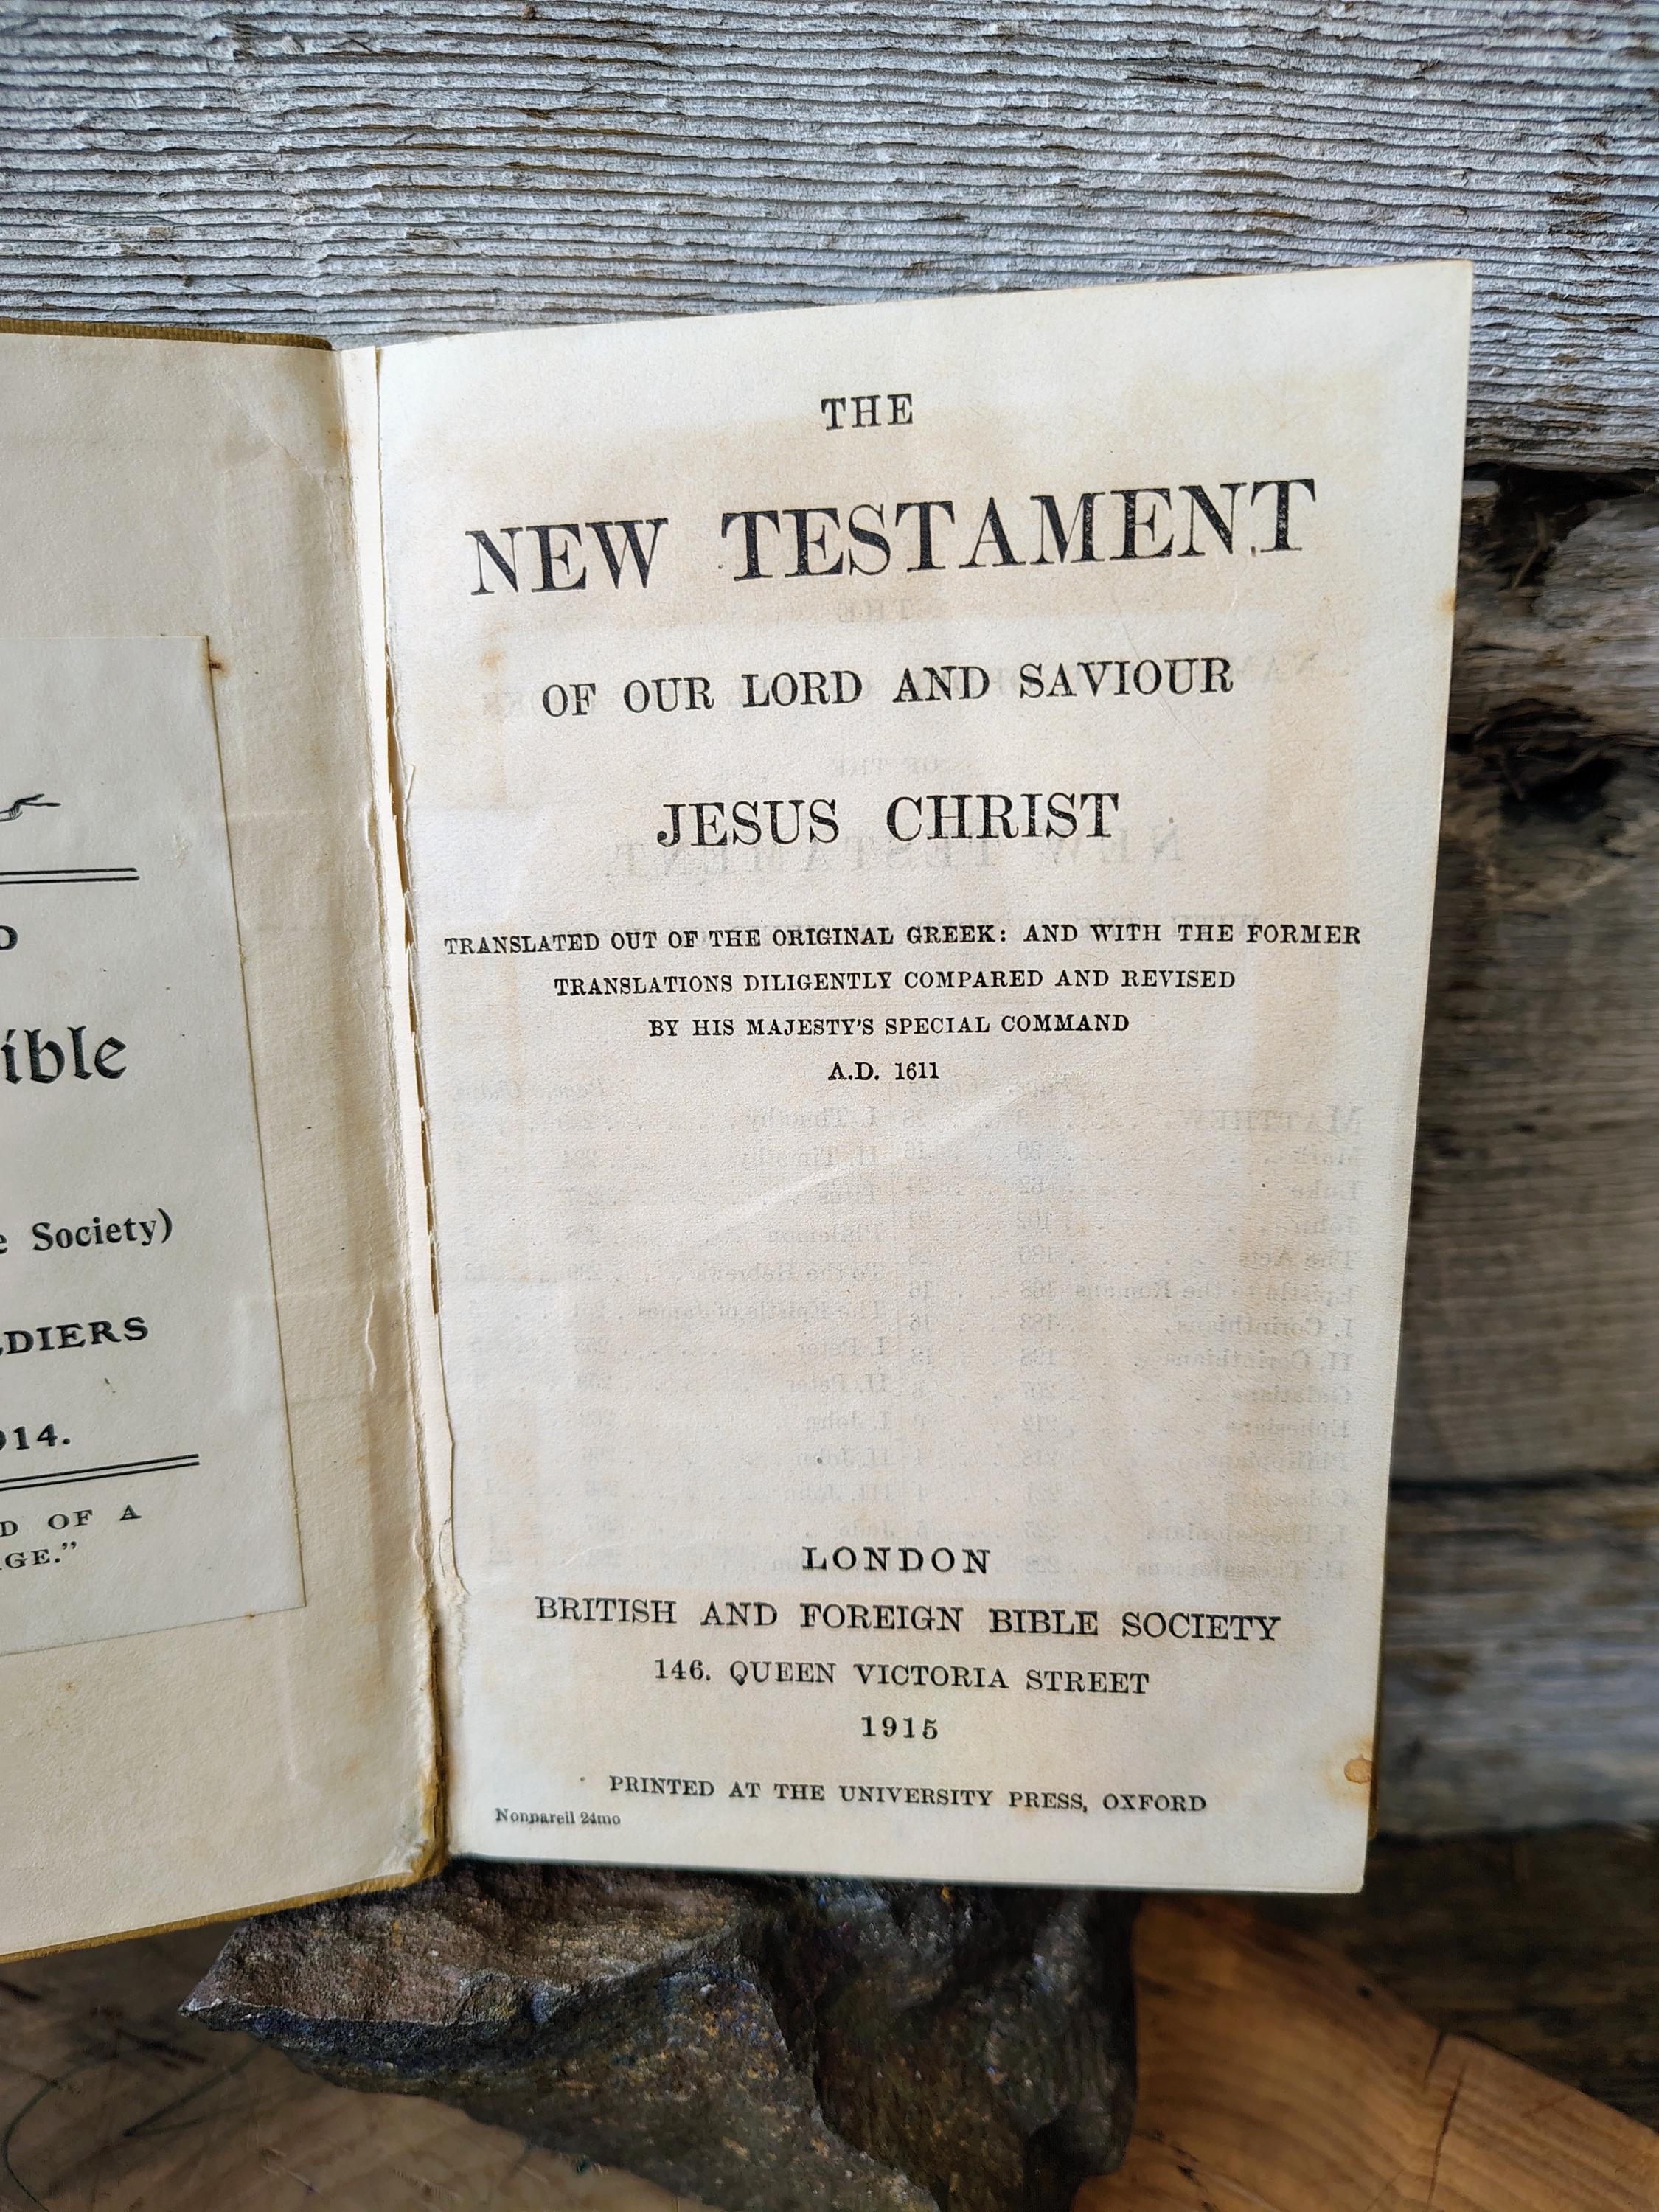 D
ible
e Society)
DIERS
914.
D OF A
GE."
THE
NEW TESTAMENT
OF OUR LORD AND SAVIOUR
JESUS CHRIST
TRANSLATED OUT OF THE ORIGINAL GREEK: AND WITH THE FORMER
TRANSLATIONS DILIGENTLY COMPARED AND REVISED
BY HIS MAJESTY'S SPECIAL COMMAND
A.D. 1611
LONDON
BRITISH AND FOREIGN BIBLE SOCIETY
146. QUEEN VICTORIA STREET
1915
PRINTED AT THE UNIVERSITY PRESS, OXFORD
Nonpareil 24mo